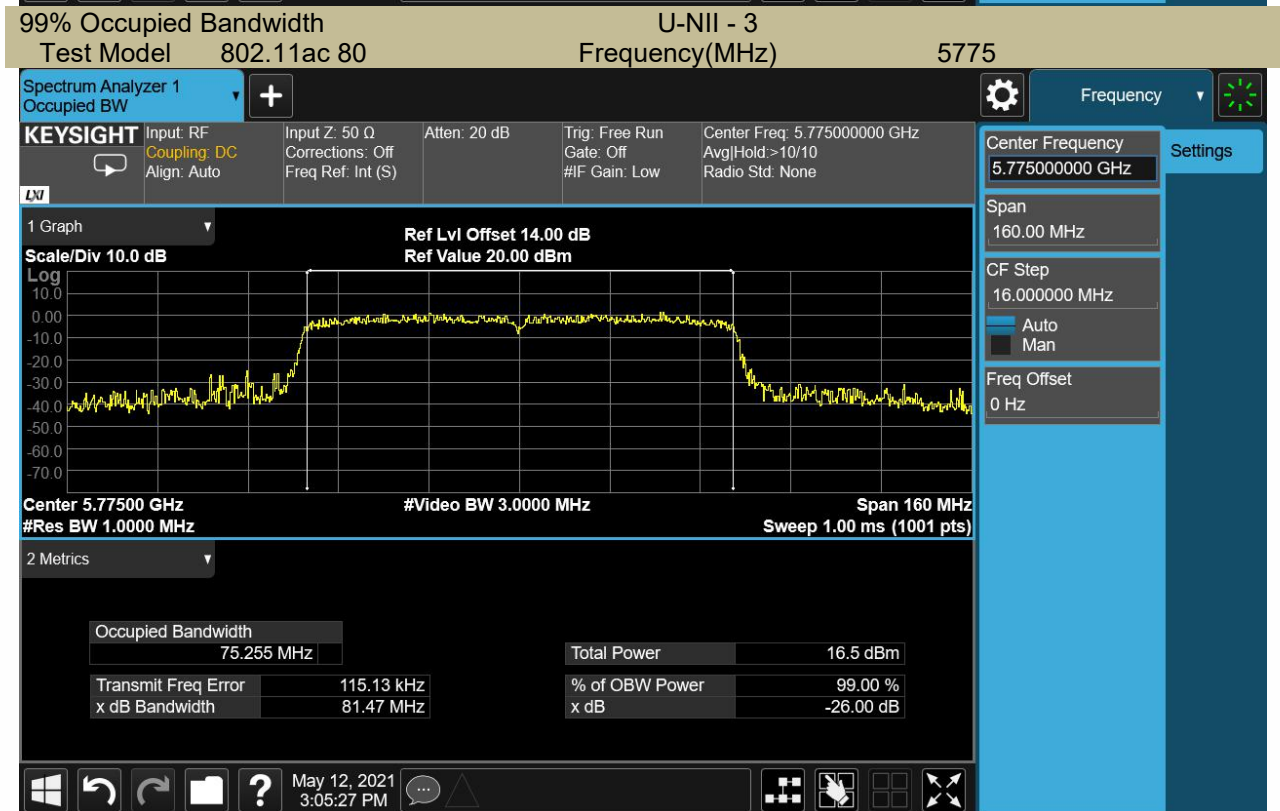 99% Occupied Bandwidth U-NII - 3
Test Model 802.11ac 80 Frequency(MHz) 5775
Spectrum Analyzer 1
Occupied BW
+
Frequency
KEYSIGHT
LXI
Input: RF
Coupling: DC
Align: Auto
Input Z: 50 Ω
Corrections: Off
Freq Ref: Int (S)
Atten: 20 dB
Trig: Free Run
Gate: Off
#IF Gain: Low
Center Freq: 5.775000000 GHz
Avg|Hold:>10/10
Radio Std: None
Center Frequency
5.775000000 GHz
Settings
Span
160.00 MHz
CF Step
16.000000 MHz
Auto
Man
Freq Offset
0 Hz
1 Graph
Scale/Div 10.0 dB
Ref Lvl Offset 14.00 dB
Ref Value 20.00 dBm
Log
10.0
0.00
-10.0
-20.0
-30.0
-40.0
-50.0
-60.0
-70.0
Center 5.77500 GHz #Video BW 3.0000 MHz Span 160 MHz
#Res BW 1.0000 MHz Sweep 1.00 ms (1001 pts)
2 Metrics
Occupied Bandwidth
75.255 MHz
Total Power 16.5 dBm
Transmit Freq Error 115.13 kHz % of OBW Power 99.00 %
x dB Bandwidth 81.47 MHz x dB -26.00 dB
?
May 12, 2021
3:05:27 PM